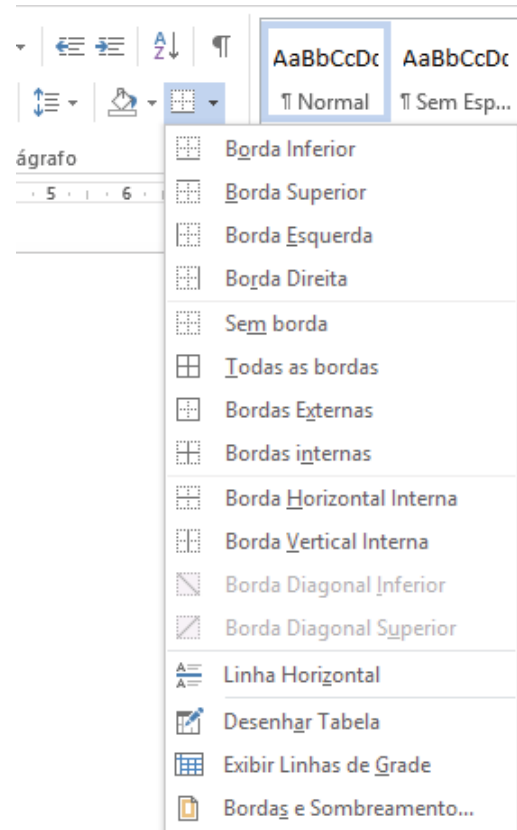 A
Z
¶
AaBbCcDc AaBbCcDc
¶ Normal ¶ Sem Esp...
ágrafo
5 6
Borda Inferior
Borda Superior
Borda Esquerda
Borda Direita
Sem borda
Todas as bordas
Bordas Externas
Bordas internas
Borda Horizontal Interna
Borda Vertical Interna
Borda Diagonal Inferior
Borda Diagonal Superior
Linha Horizontal
Desenhar Tabela
Exibir Linhas de Grade
Bordas e Sombreamento...